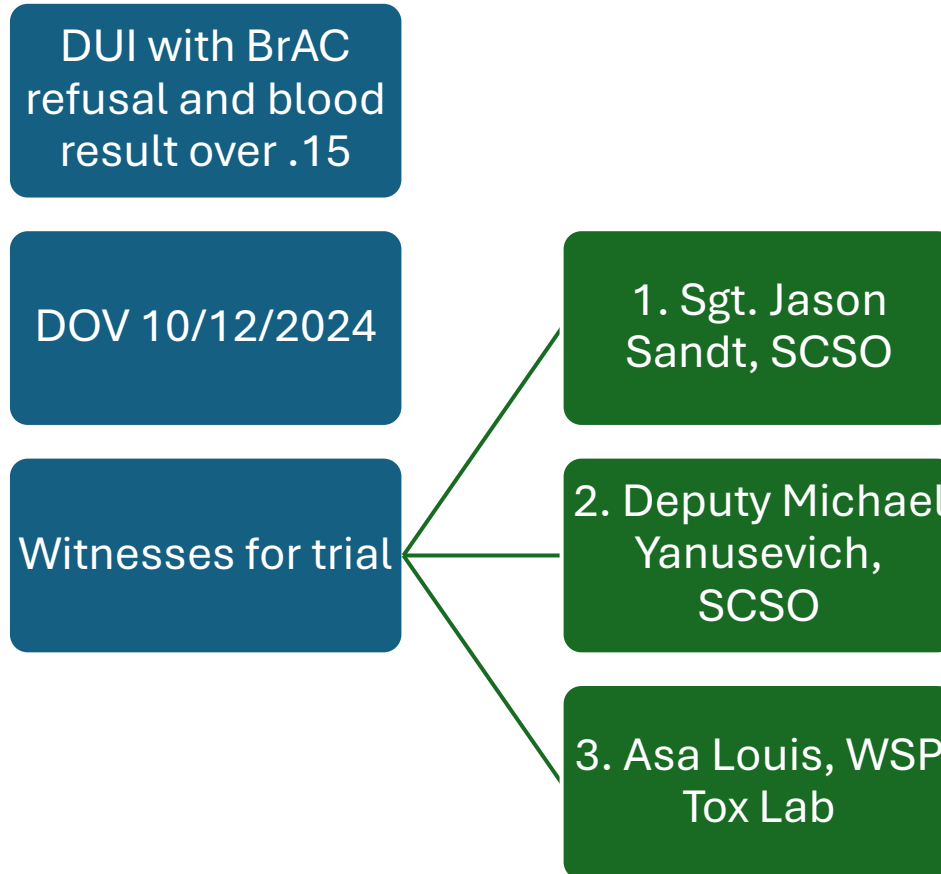 DUI with BrAC
refusal and blood
result over .15
DOV 10/12/2024
Witnesses for trial
1. Sgt. Jason
Sandt, SCSO
2. Deputy Michael
Yanusevich,
SCSO
3. Asa Louis, WSP
Tox Lab